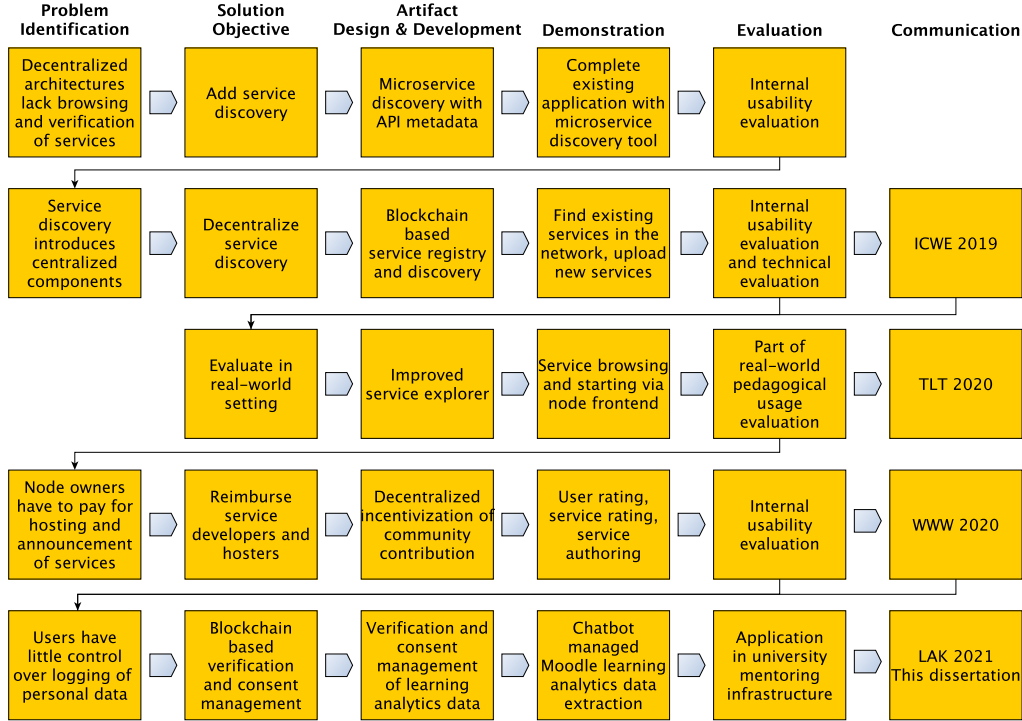 Problem
Identification
Solution
Objective
Artifact
Design & Development
Demonstration
Evaluation
Communication
Decentralized
architectures
lack browsing
and verification
of services
Add service
discovery
Microservice
discovery with
API metadata
Complete
existing
application with
microservice
discovery tool
Internal
usability
evaluation
Service
discovery
introduces
centralized
components
Decentralize
service
discovery
Blockchain
based
service registry
and discovery
Find existing
services in the
network, upload
new services
Internal
usability
evaluation
and technical
evaluation
ICWE 2019
Evaluate in
real-world
setting
Improved
service explorer
Service browsing
and starting via
node frontend
Part of
real-world
pedagogical
usage
evaluation
TLT 2020
Node owners
have to pay for
hosting and
announcement
of services
Reimburse
service
developers and
hosters
Decentralized
incentivization of
community
contribution
User rating,
service rating,
service
authoring
Internal
usability
evaluation
WWW 2020
Users have
little control
over logging of
personal data
Blockchain
based
verification
and consent
management
Verification and
consent
management
of learning
analytics data
Chatbot
managed
Moodle learning
analytics data
extraction
Application
in university
mentoring
infrastructure
LAK 2021
This dissertation